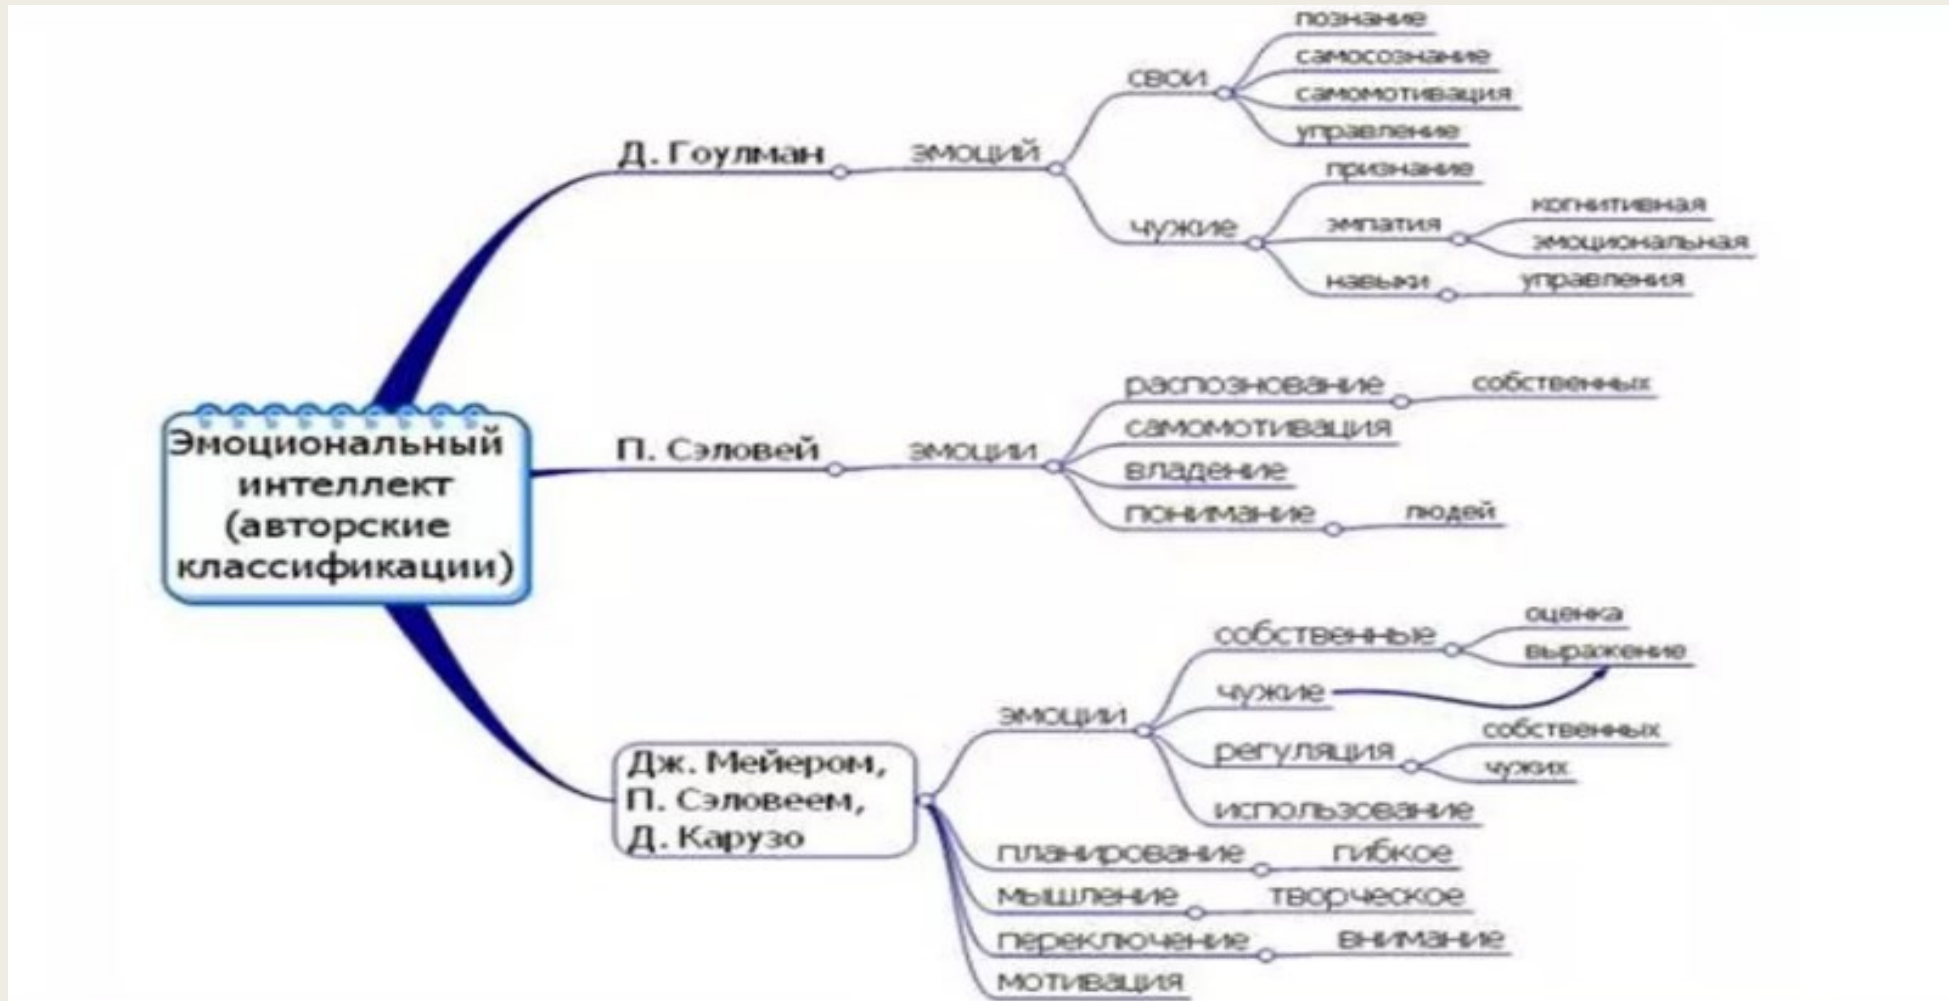 познание
самосознание
самомотивация
управление
свои
Д. Гоулман
эмоций
признание
когнитивная
эмпатия
эмоциональная
чужие
навыки
управления
распознование
собственных
самомотивация
П. Сэловей
эмоции
владение
понимание
людей
Эмоциональный
интеллект
(авторские
классификации)
оценка
собственные
выражение
чужие
эмоций
собственных
регуляция
чужих
использование
Дж. Мейером,
П. Сэловеем,
Д. Карузо
планирование
гибкое
мышление
творческое
переключение
внимание
мотивация